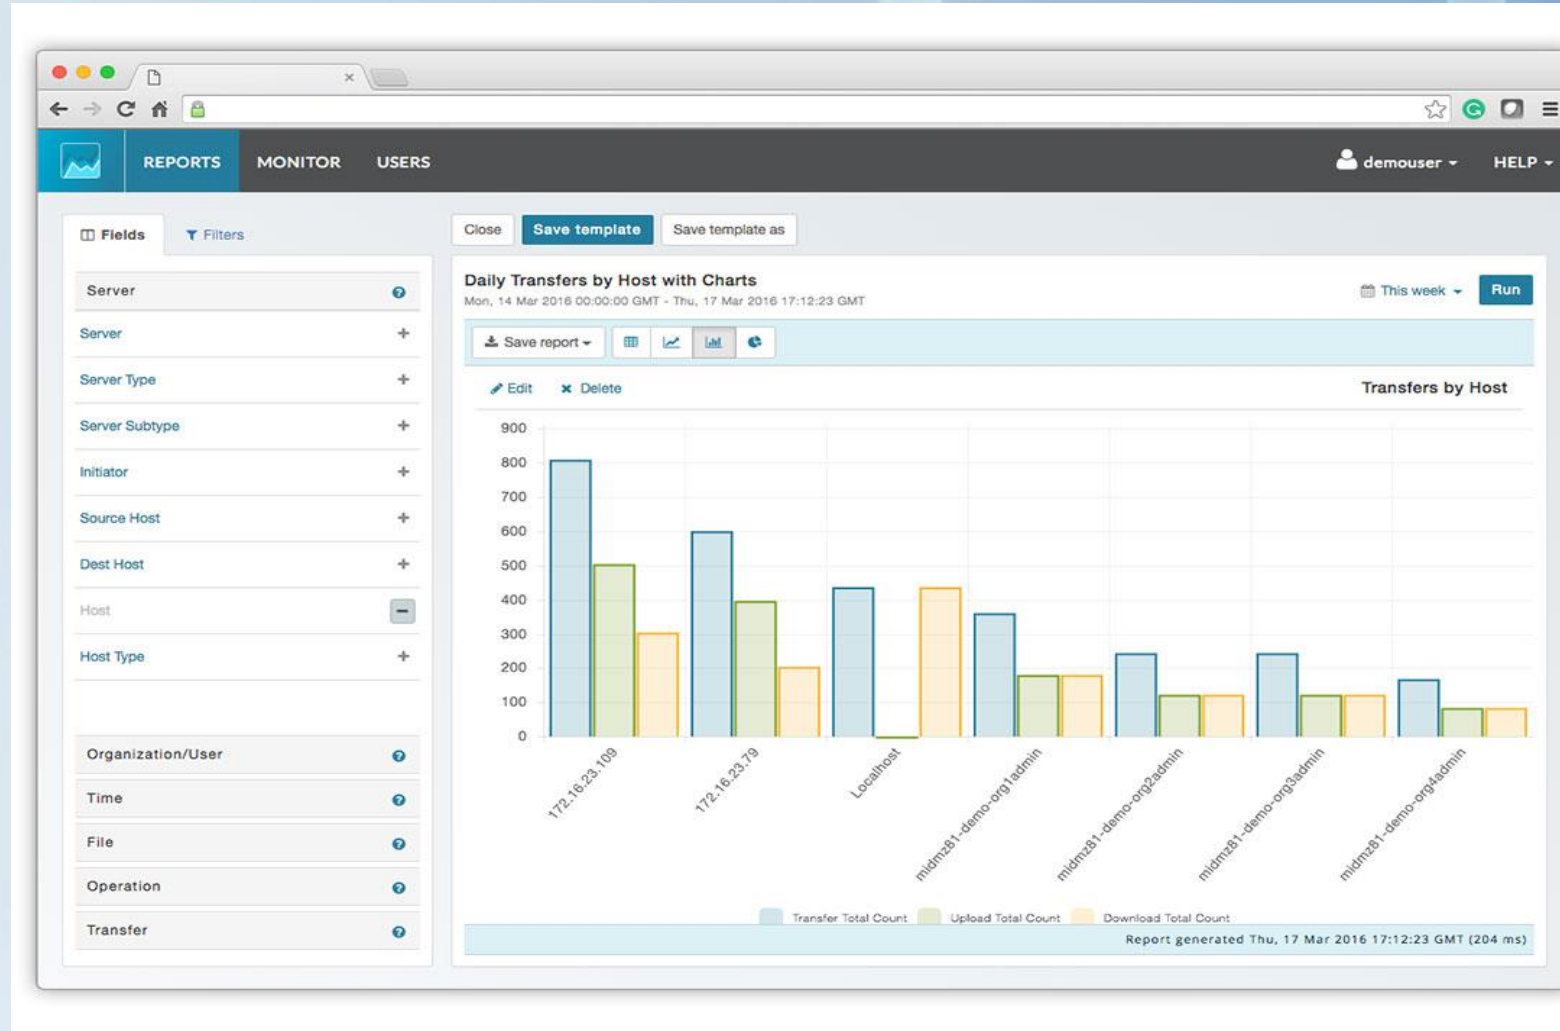 REPORTS MONITOR USERS
demouser HELP
Fields Filters
Server
Server
Server Type
Server Subtype
Initiator
Source Host
Dest Host
Host
Host Type
Organization/User
Time
File
Operation
Transfer
Close Save template Save template as
Daily Transfers by Host with Charts
Mon, 14 Mar 2016 00:00:00 GMT - Thu, 17 Mar 2016 17:12:23 GMT
This week Run
Save report
Edit Delete
Transfers by Host
900
800
700
600
500
400
300
200
100
0
172.16.23.109
172.16.23.79
Localhost
midmz81-demo-org1admin
midmz81-demo-org2admin
midmz81-demo-org3admin
midmz81-demo-org4admin
Transfer Total Count Upload Total Count Download Total Count
Report generated Thu, 17 Mar 2016 17:12:23 GMT (204 ms)